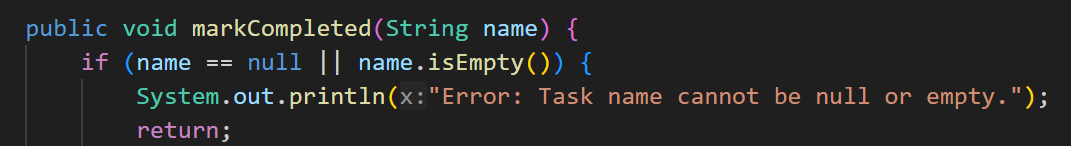 public void markCompleted(String name) {
    if (name == null || name.isEmpty()) {
        System.out.println(x:"Error: Task name cannot be null or empty.");
        return;